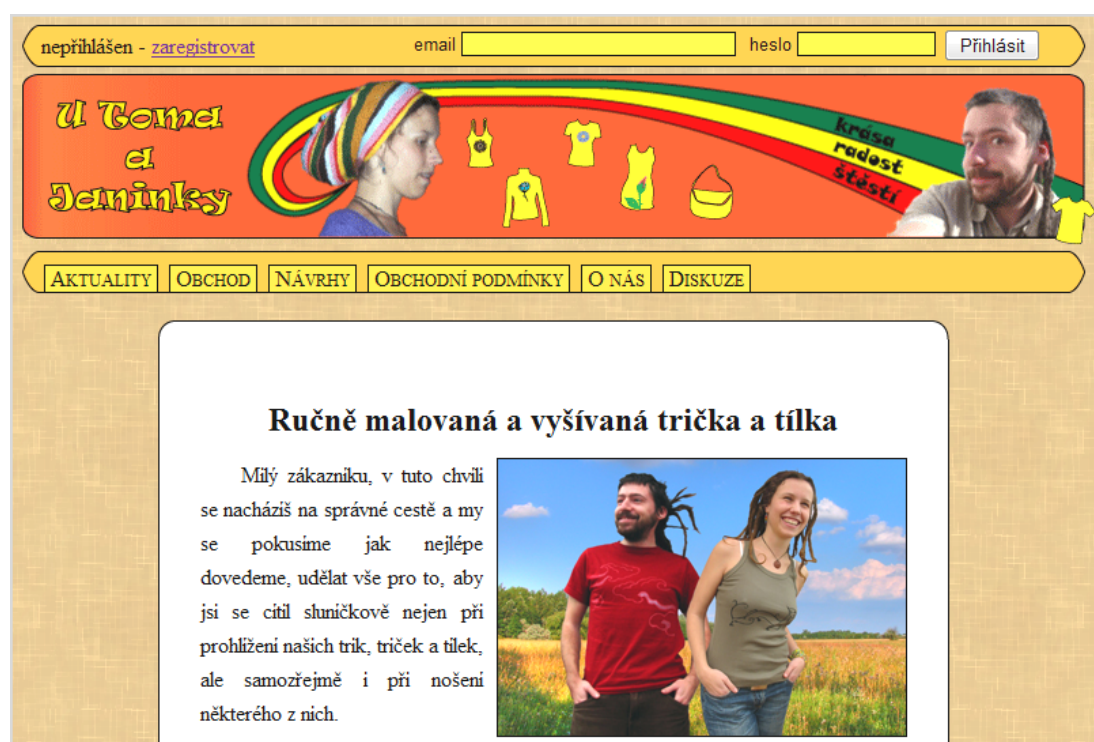 nepřihlášen - zaregistrovat email heslo Přihlásit
U Toma
a
Janinky
krása
radost
štěstí
AKTUALITY OBCHOD NÁVRHY OBCHODNÍ PODMÍNKY O NÁS DISKUZE
Ručně malovaná a vyšívaná trička a tílka
Milý zákazníku, v tuto chvíli
se nacházíš na správné cestě a my
se pokusíme jak nejlépe
dovedeme, udělat vše pro to, aby
jsi se cítil sluníčkově nejen při
prohlížení našich trik, triček a tílek,
ale samozřejmě i při nošení
některého z nich.